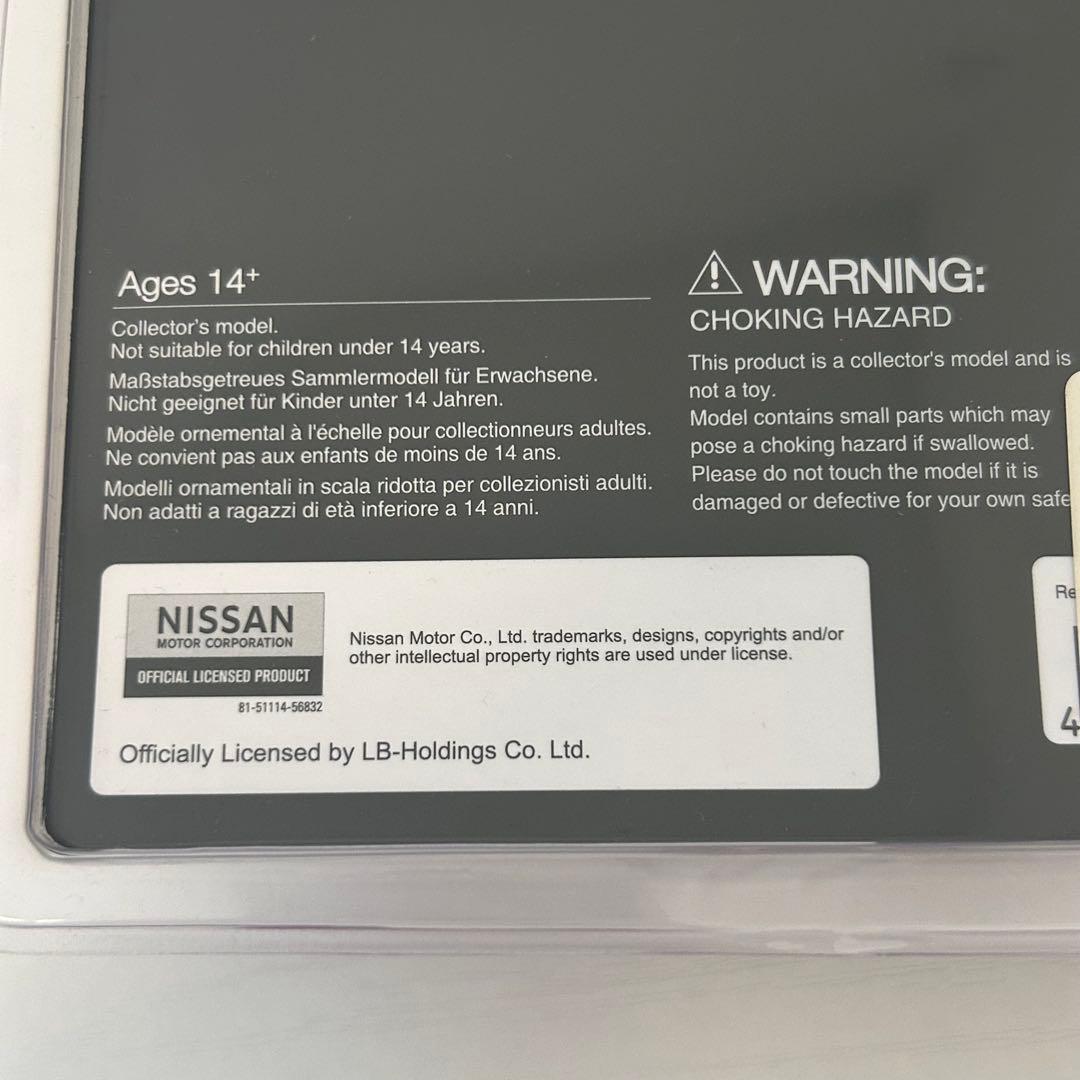 Ages 14+
Collector's model.
Not suitable for children under 14 years.
Maßstabsgetreues Sammlermodell für Erwachsene.
Nicht geeignet für Kinder unter 14 Jahren.
Modèle ornemental à l'échelle pour collectionneurs adultes.
Ne convient pas aux enfants de moins de 14 ans.
Modelli ornamentali in scala ridotta per collezionisti adulti.
Non adatti a ragazzi di età inferiore a 14 anni.
WARNING:
CHOKING HAZARD
This product is a collector's model and is
not a toy.
Model contains small parts which may
pose a choking hazard if swallowed.
Please do not touch the model if it is
damaged or defective for your own
NISSAN
MOTOR CORPORATION
OFFICIAL LICENSED PRODUCT
81-51114-56832
Nissan Motor Co., Ltd. trademarks, designs, copyrights and/or
other intellectual property rights are used under license.
Officially Licensed by LB-Holdings Co. Ltd.
4